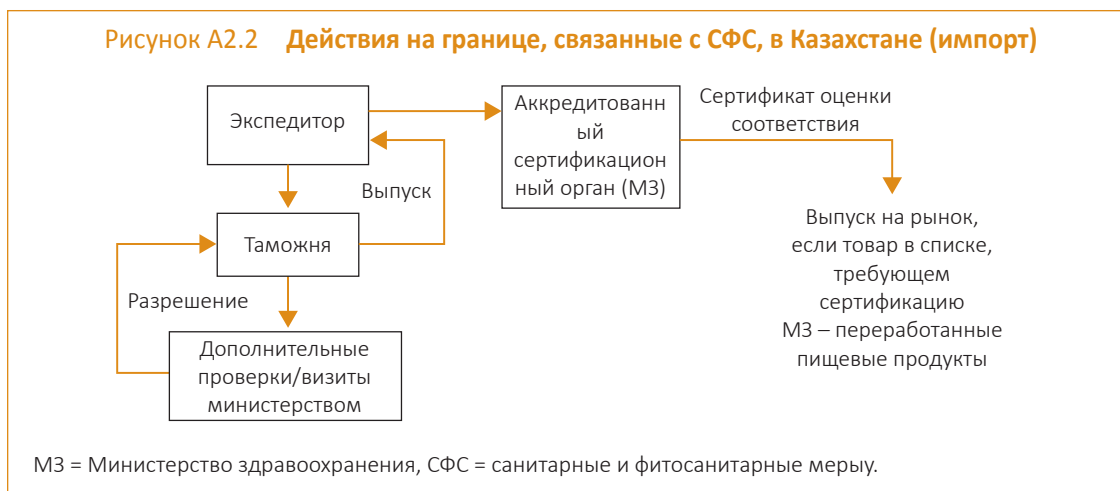 Рисунок А2.2 Действия на границе, связанные с СФС, в Казахстане (импорт)
Экспедитор
Аккредитованн
ый
сертификацион
ный орган (МЗ)
Сертификат оценки
соответствия
Выпуск
Таможня
Разрешение
Дополнительные
проверки/визиты
министерством
Выпуск на рынок,
если товар в списке,
требующем
сертификацию
МЗ – переработанные
пищевые продукты
МЗ = Министерство здравоохранения, СФС = санитарные и фитосанитарные мерыу.